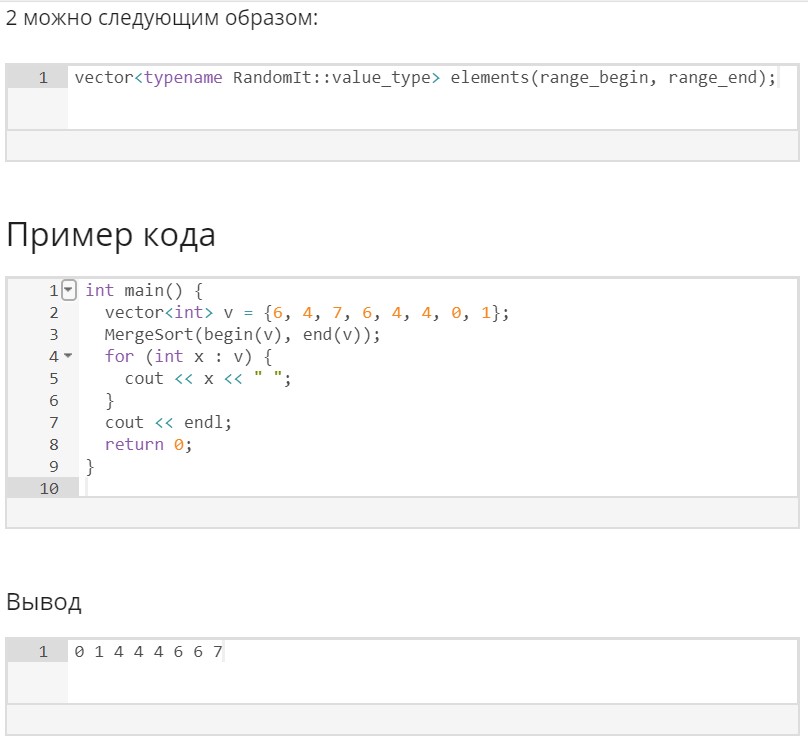 2 можно следующим образом:
1 vector<typename RandomIt::value_type> elements(range_begin, range_end);
Пример кода
1 int main() {
2   vector<int> v = {6, 4, 7, 6, 4, 4, 0, 1};
3   MergeSort(begin(v), end(v));
4   for (int x : v) {
5     cout << x << " ";
6   }
7   cout << endl;
8   return 0;
9 }
10
Вывод
1 0 1 4 4 4 6 6 7